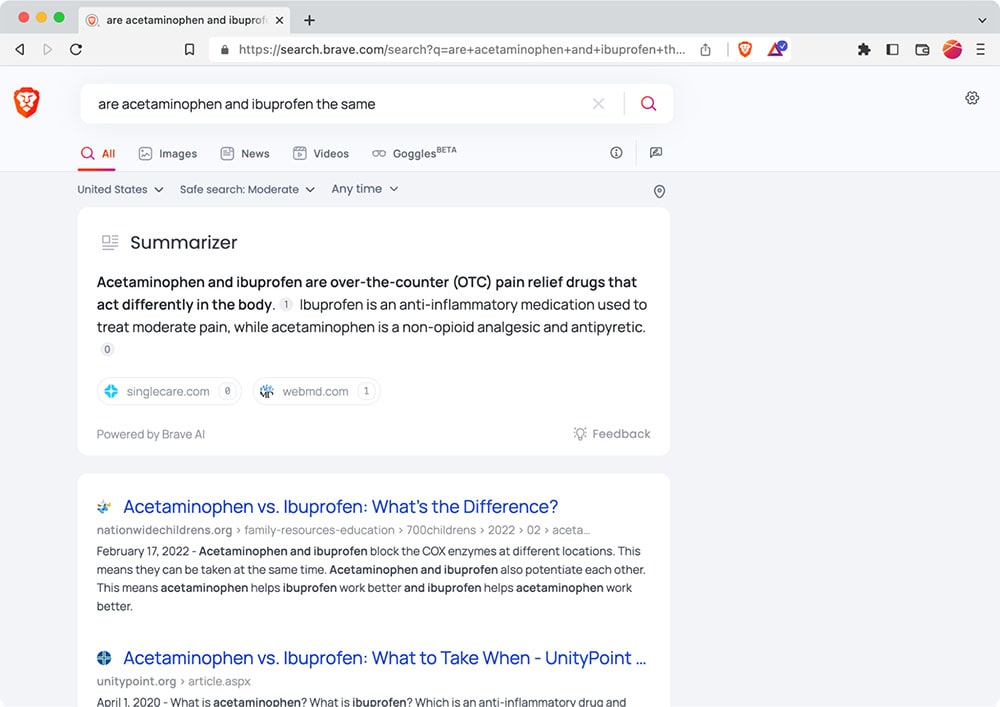 are acetaminophen and ibuprof
https://search.brave.com/search?q=are+acetaminophen+and+ibuprofen+th...
are acetaminophen and ibuprofen the same
All Images News Videos Goggles BETA
United States Safe search: Moderate Any time
Summarizer
Acetaminophen and ibuprofen are over-the-counter (OTC) pain relief drugs that
act differently in the body. 1 Ibuprofen is an anti-inflammatory medication used to
treat moderate pain, while acetaminophen is a non-opioid analgesic and antipyretic.
0
singlecare.com 0 webmd.com 1
Powered by Brave AI Feedback
Acetaminophen vs. Ibuprofen: What's the Difference?
nationwidechildrens.org › family-resources-education › 700childrens › 2022 › 02 › aceta...
February 17, 2022 - Acetaminophen and ibuprofen block the COX enzymes at different locations. This
means they can be taken at the same time. Acetaminophen and ibuprofen also potentiate each other.
This means acetaminophen helps ibuprofen work better and ibuprofen helps acetaminophen work
better.
Acetaminophen vs. Ibuprofen: What to Take When - UnityPoint ...
unitypoint.org › article.aspx
April 1, 2020 - What is acetaminophen? What is ibuprofen? Which is an anti-inflammatory drug and